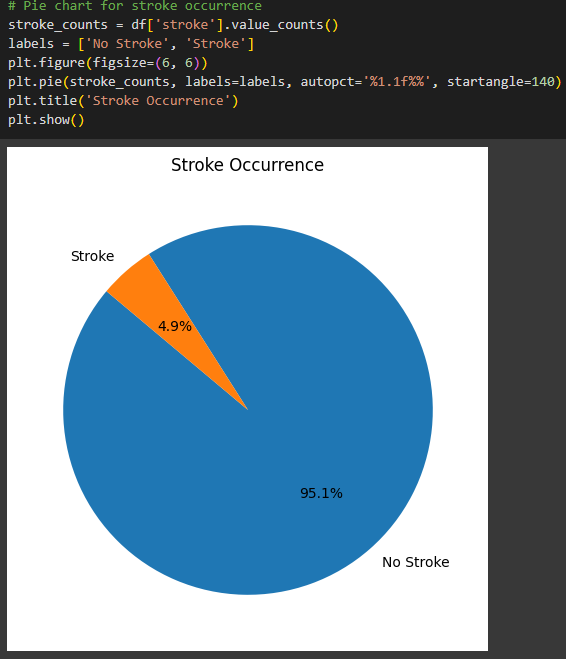 # Pie chart for stroke occurrence
stroke_counts = df['stroke'].value_counts()
labels = ['No Stroke', 'Stroke']
plt.figure(figsize=(6, 6))
plt.pie(stroke_counts, labels=labels, autopct='%1.1f%%', startangle=140)
plt.title('Stroke Occurrence')
plt.show()
Stroke Occurrence
Stroke
4.9%
95.1%
No Stroke